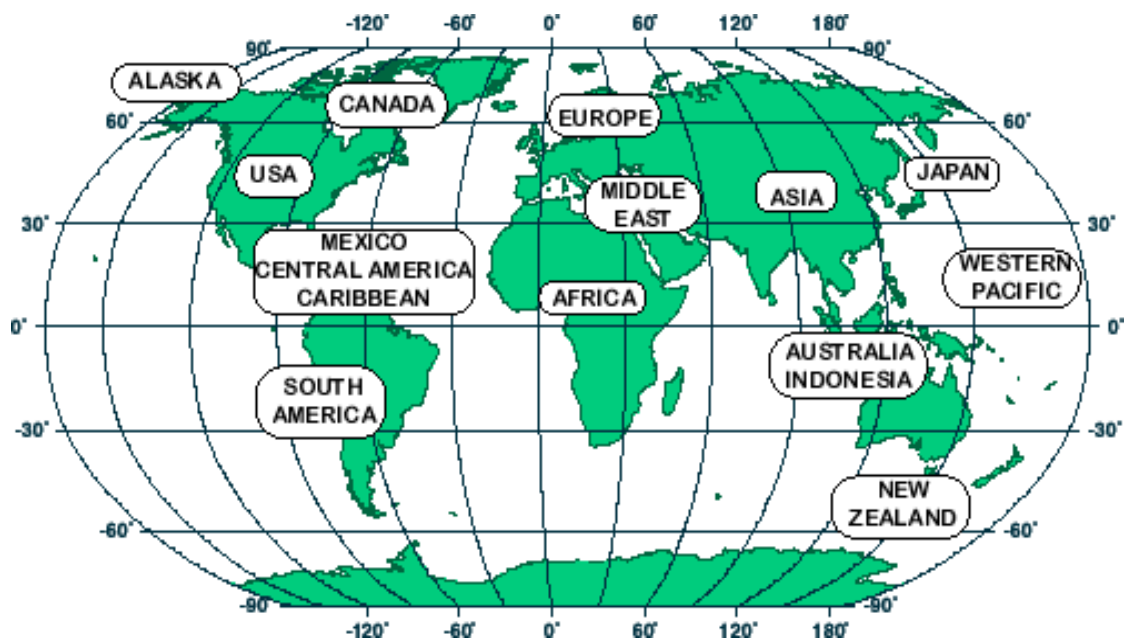 -120° -60° 0° 60° 120° 180°
90° 90°
ALASKA
CANADA
EUROPE
60° 60°
USA
JAPAN
MIDDLE
EAST
ASIA
30° 30°
MEXICO
CENTRAL AMERICA
CARIBBEAN
WESTERN
PACIFIC
AFRICA
0° 0°
AUSTRALIA
INDONESIA
SOUTH
AMERICA
-30° -30°
NEW
ZEALAND
-60° -60°
-90° -90°
-120° -60° 0° 60° 120° 180°